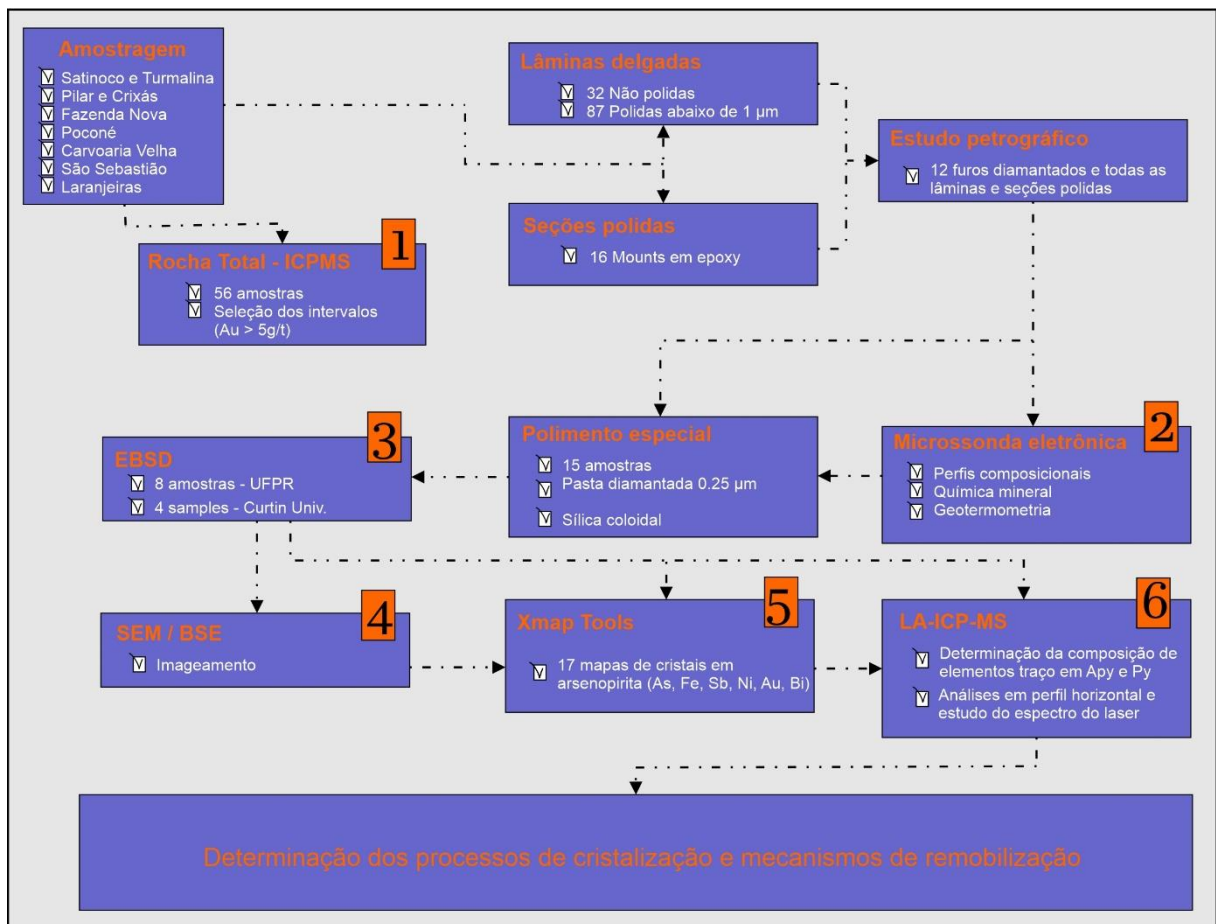 Amostragem
Satinoco e Turmalina
Pilar e Crixás
Fazenda Nova
Poconé
Carvoaria Velha
São Sebastião
Laranjeiras
Lâminas delgadas
32 Não polidas
87 Polidas abaixo de 1 µm
Estudo petrográfico
12 furos diamantados e todas as
lâminas e seções polidas
Seções polidas
16 Mounts em epoxy
1
Rocha Total - ICPMS
56 amostras
Seleção dos intervalos
(Au > 5g/t)
2
Microssonda eletrônica
Perfis composicionais
Química mineral
Geotermometria
Polimento especial
15 amostras
Pasta diamantada 0.25 µm
Sílica coloidal
3
EBSD
8 amostras - UFPR
4 samples - Curtin Univ.
4
SEM / BSE
Imageamento
5
Xmap Tools
17 mapas de cristais em
arsenopirita (As, Fe, Sb, Ni, Au, Bi)
6
LA-ICP-MS
Determinação da composição de
elementos traço em Apy e Py
Análises em perfil horizontal e
estudo do espectro do laser
Determinação dos processos de cristalização e mecanismos de remobilização